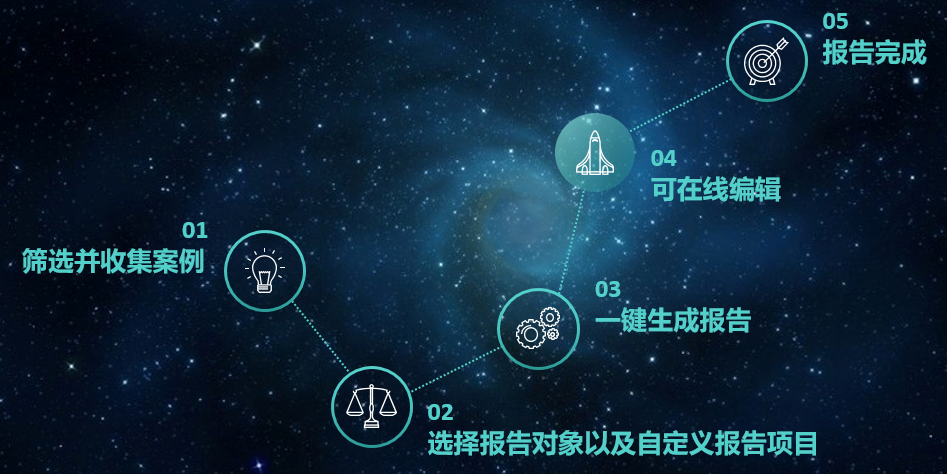 01
筛选并收集案例
02
选择报告对象以及自定义报告项目
03
一键生成报告
04
可在线编辑
05
报告完成